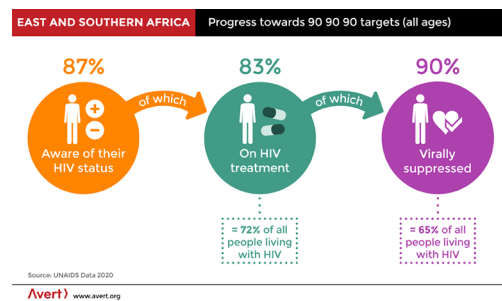 EAST AND SOUTHERN AFRICA
Progress towards 90 90 90 targets (all ages)
87%
of which
83%
of which
90%
Aware of their
HIV status
On HIV
treatment
Virally
suppressed
= 72% of all
people living
with HIV
= 65% of all
people living
with HIV
Source: UNAIDS Data 2020
Avert
www.avert.org